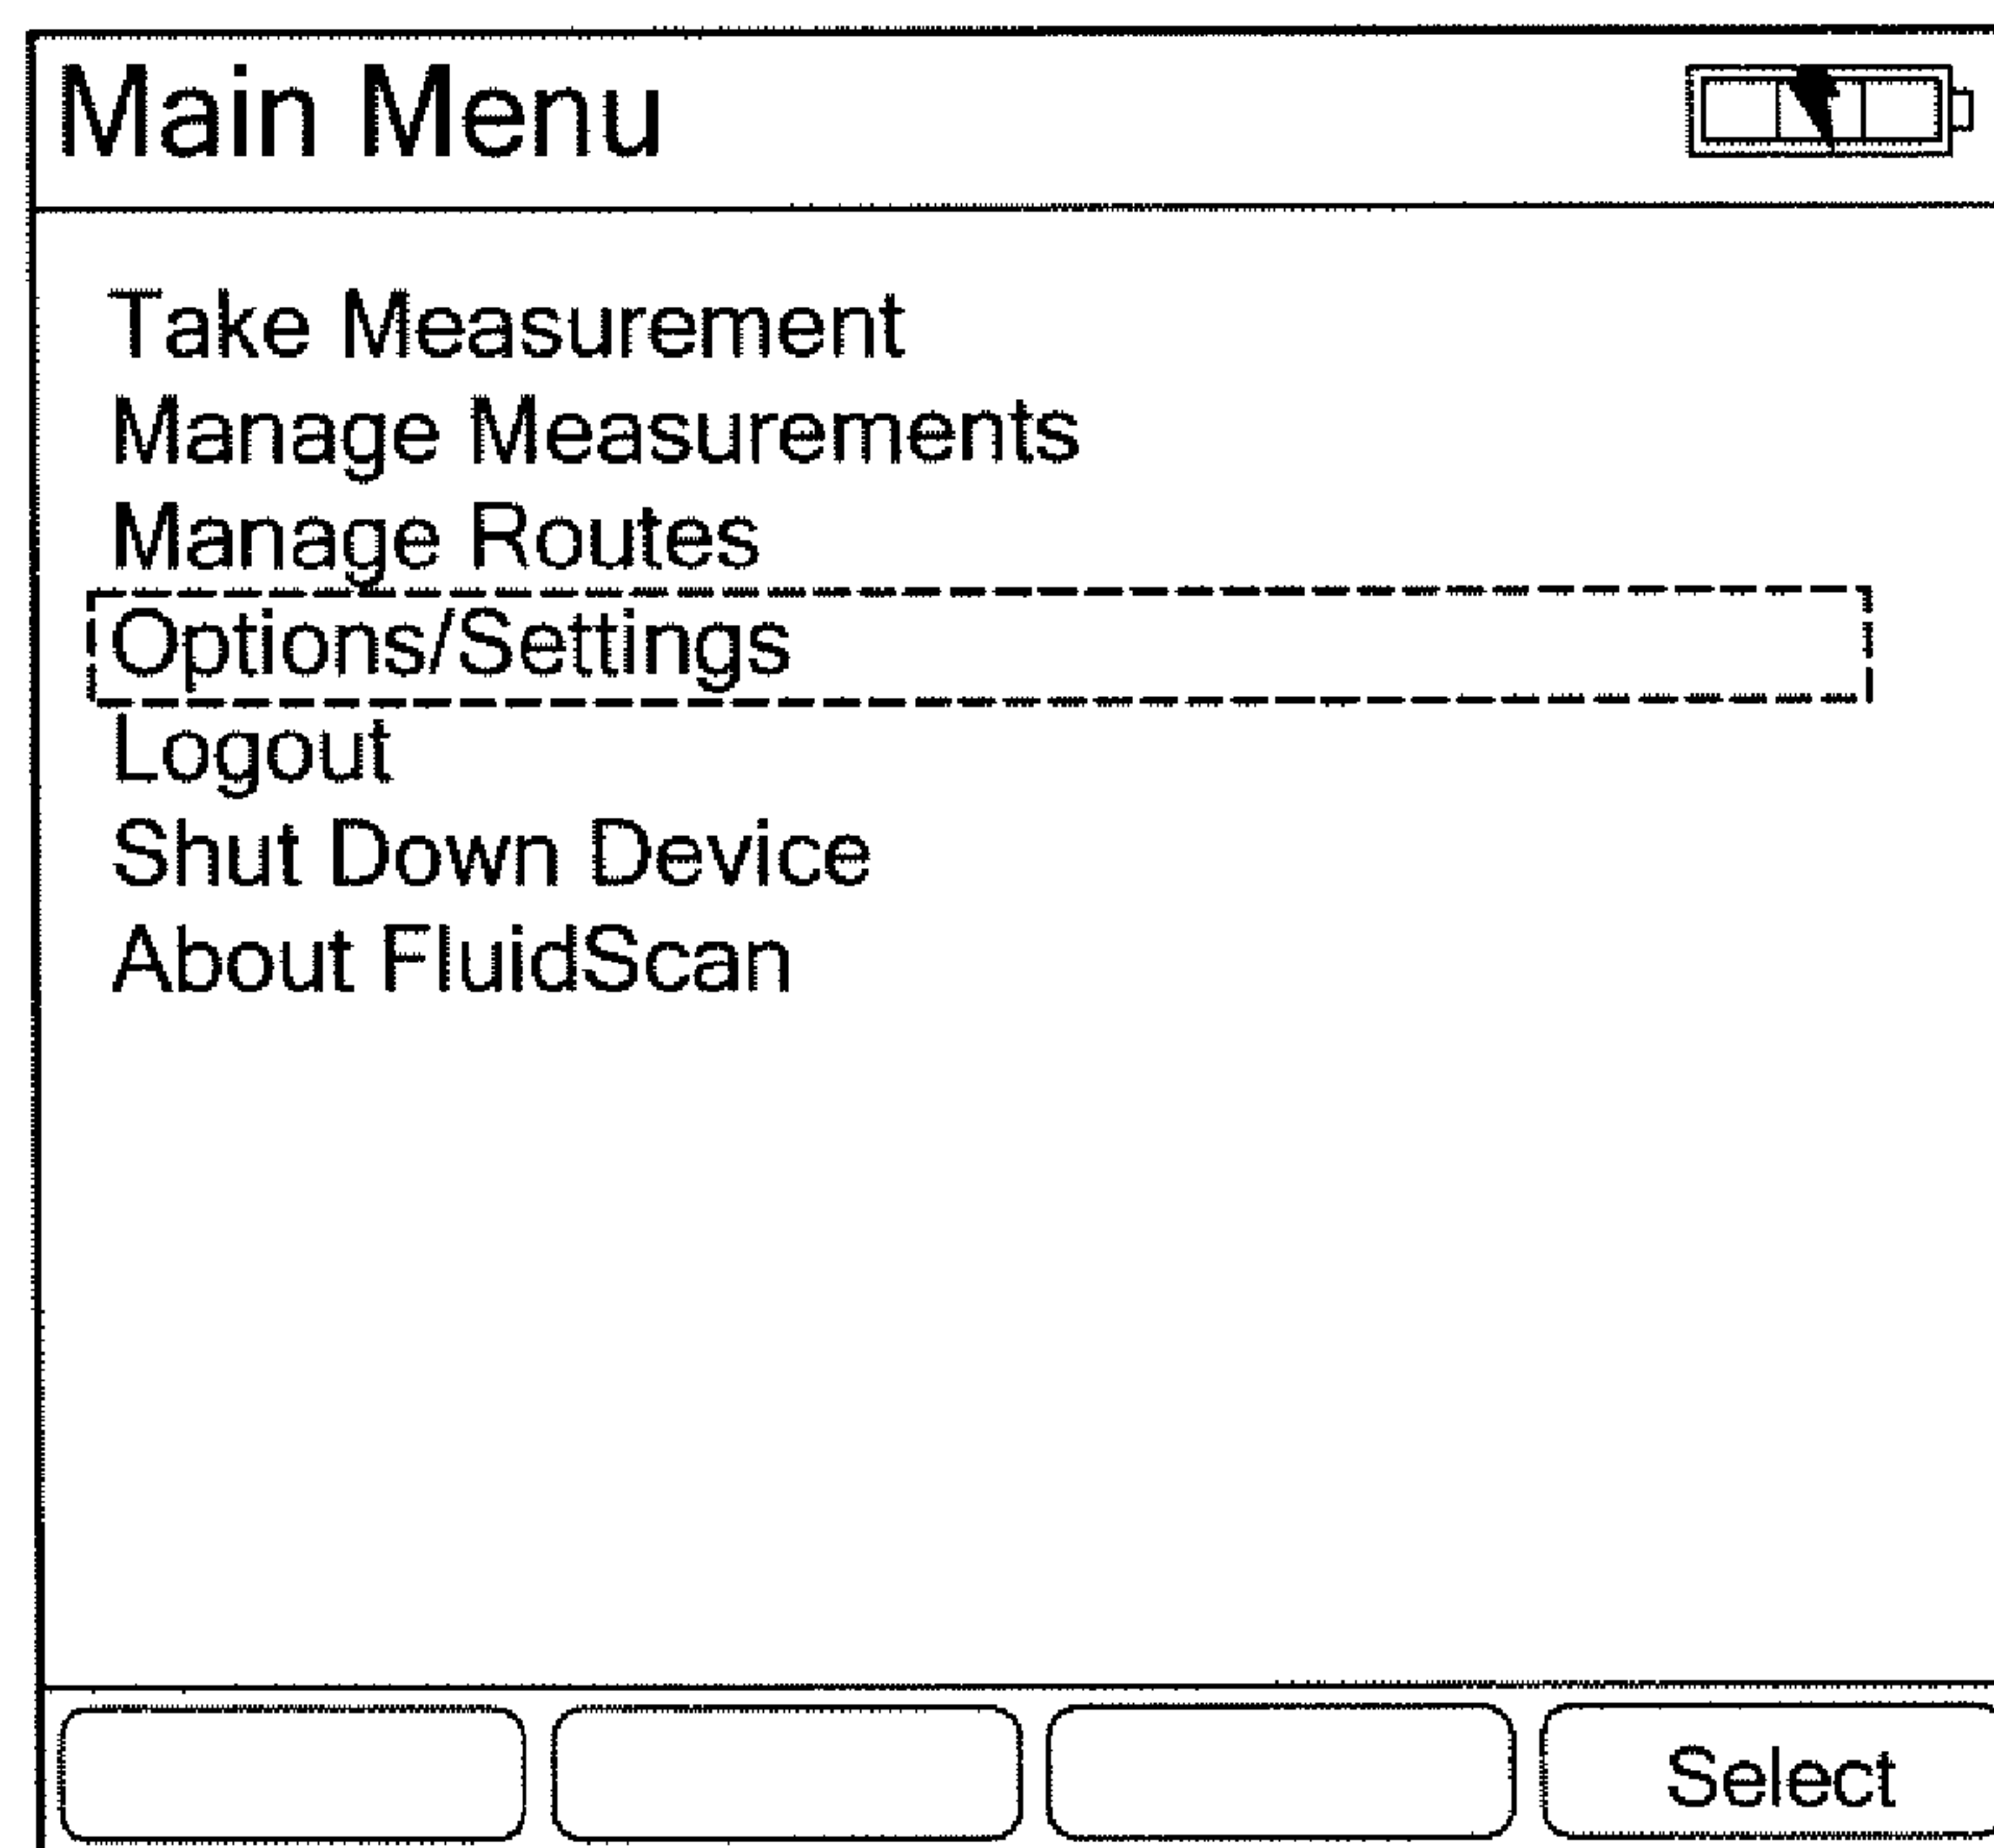 Main Menu
Take Measurement
Manage Measurements
Manage Routes
Options/Settings
Logout
Shut Down Device
About FluidScan
Select